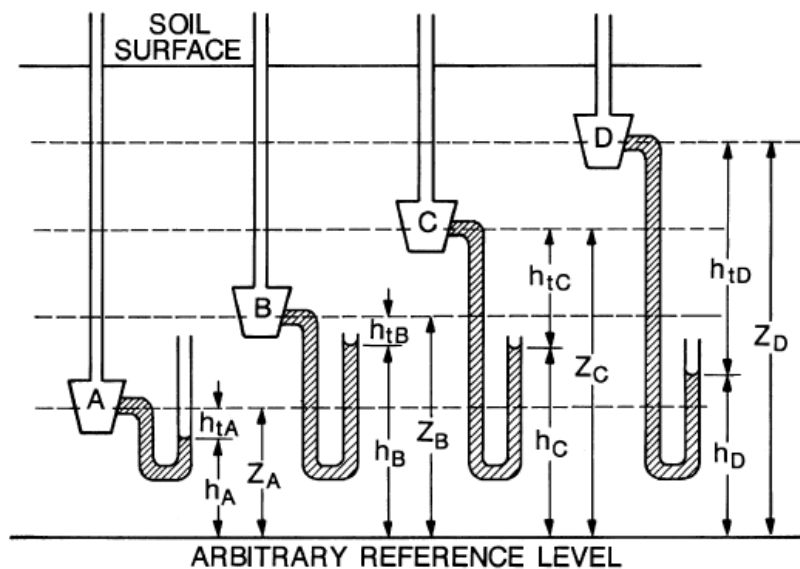 SOIL
SURFACE
D
C
B
A
htD
htC
htB
htA
ZD
ZC
ZB
ZA
hD
hC
hB
hA
ARBITRARY REFERENCE LEVEL